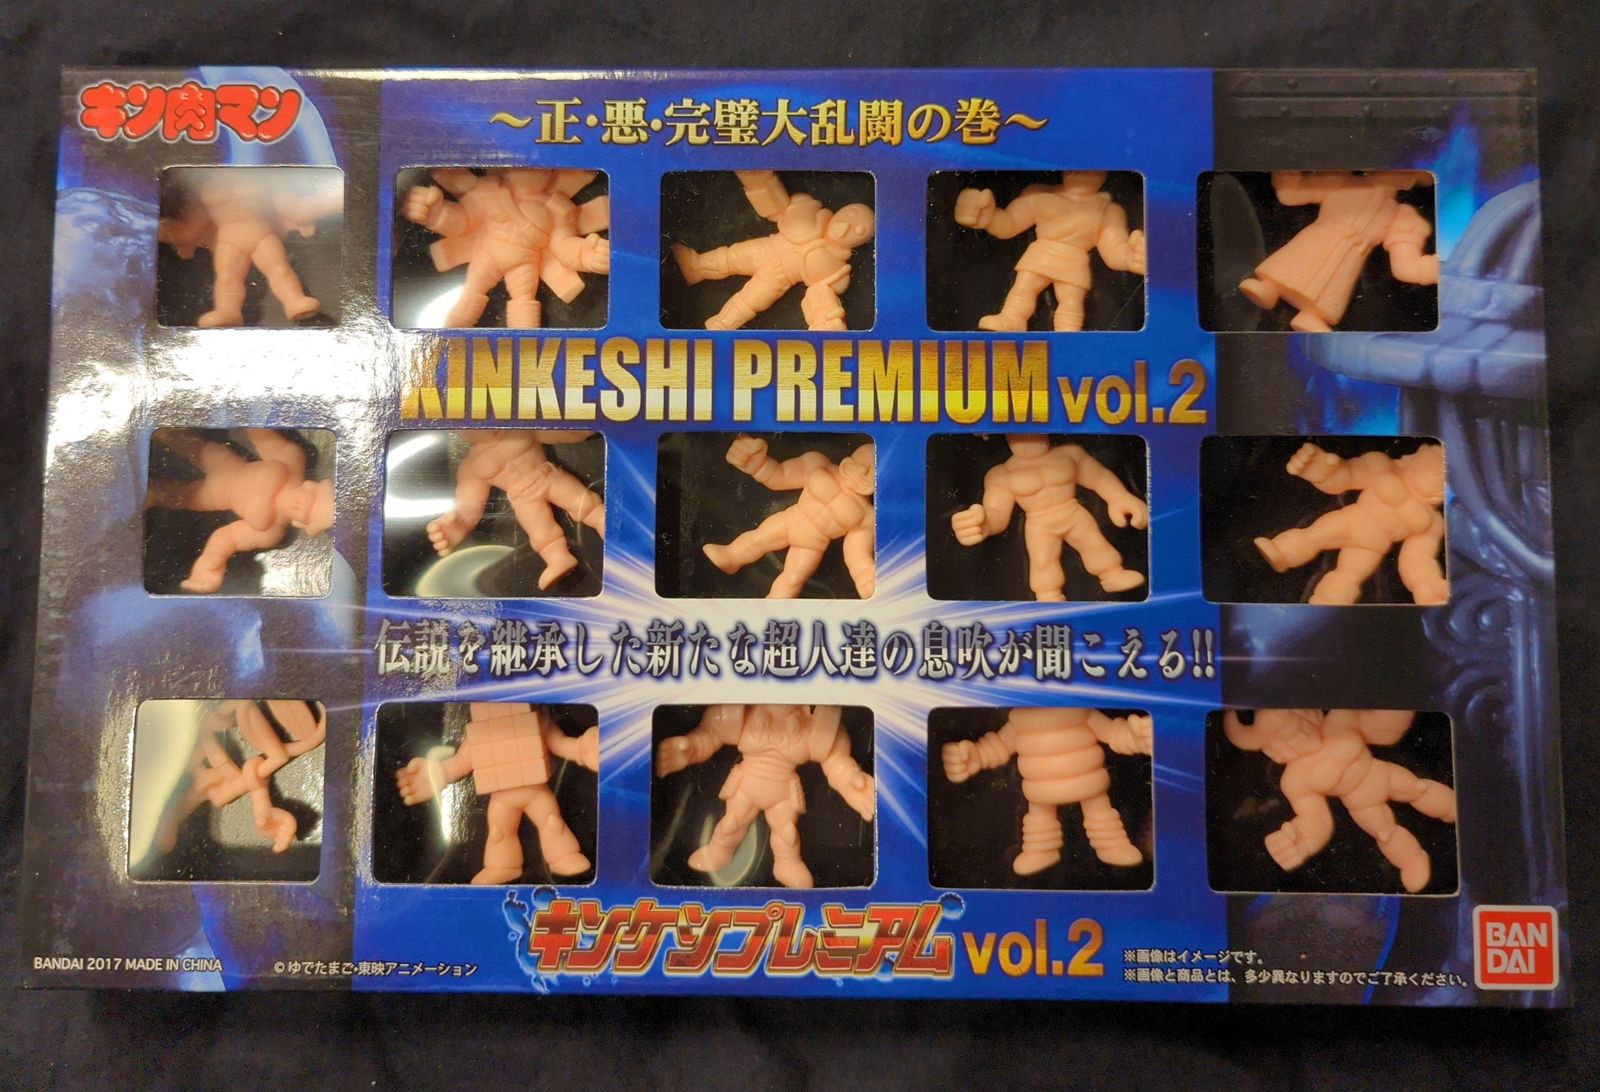 キン肉マン
～正・悪・完璧大乱闘の巻～
KINKESHI PREMIUM vol.2
伝説を継承した新たな超人達の息吹が聞こえる!!
キンケシプレミアム vol.2
BANDAI 2017 MADE IN CHINA
©ゆでたまご・東映アニメーション
※画像はイメージです。
※画像と商品とは、多少異なりますのでご了承ください。
BAN
DAI